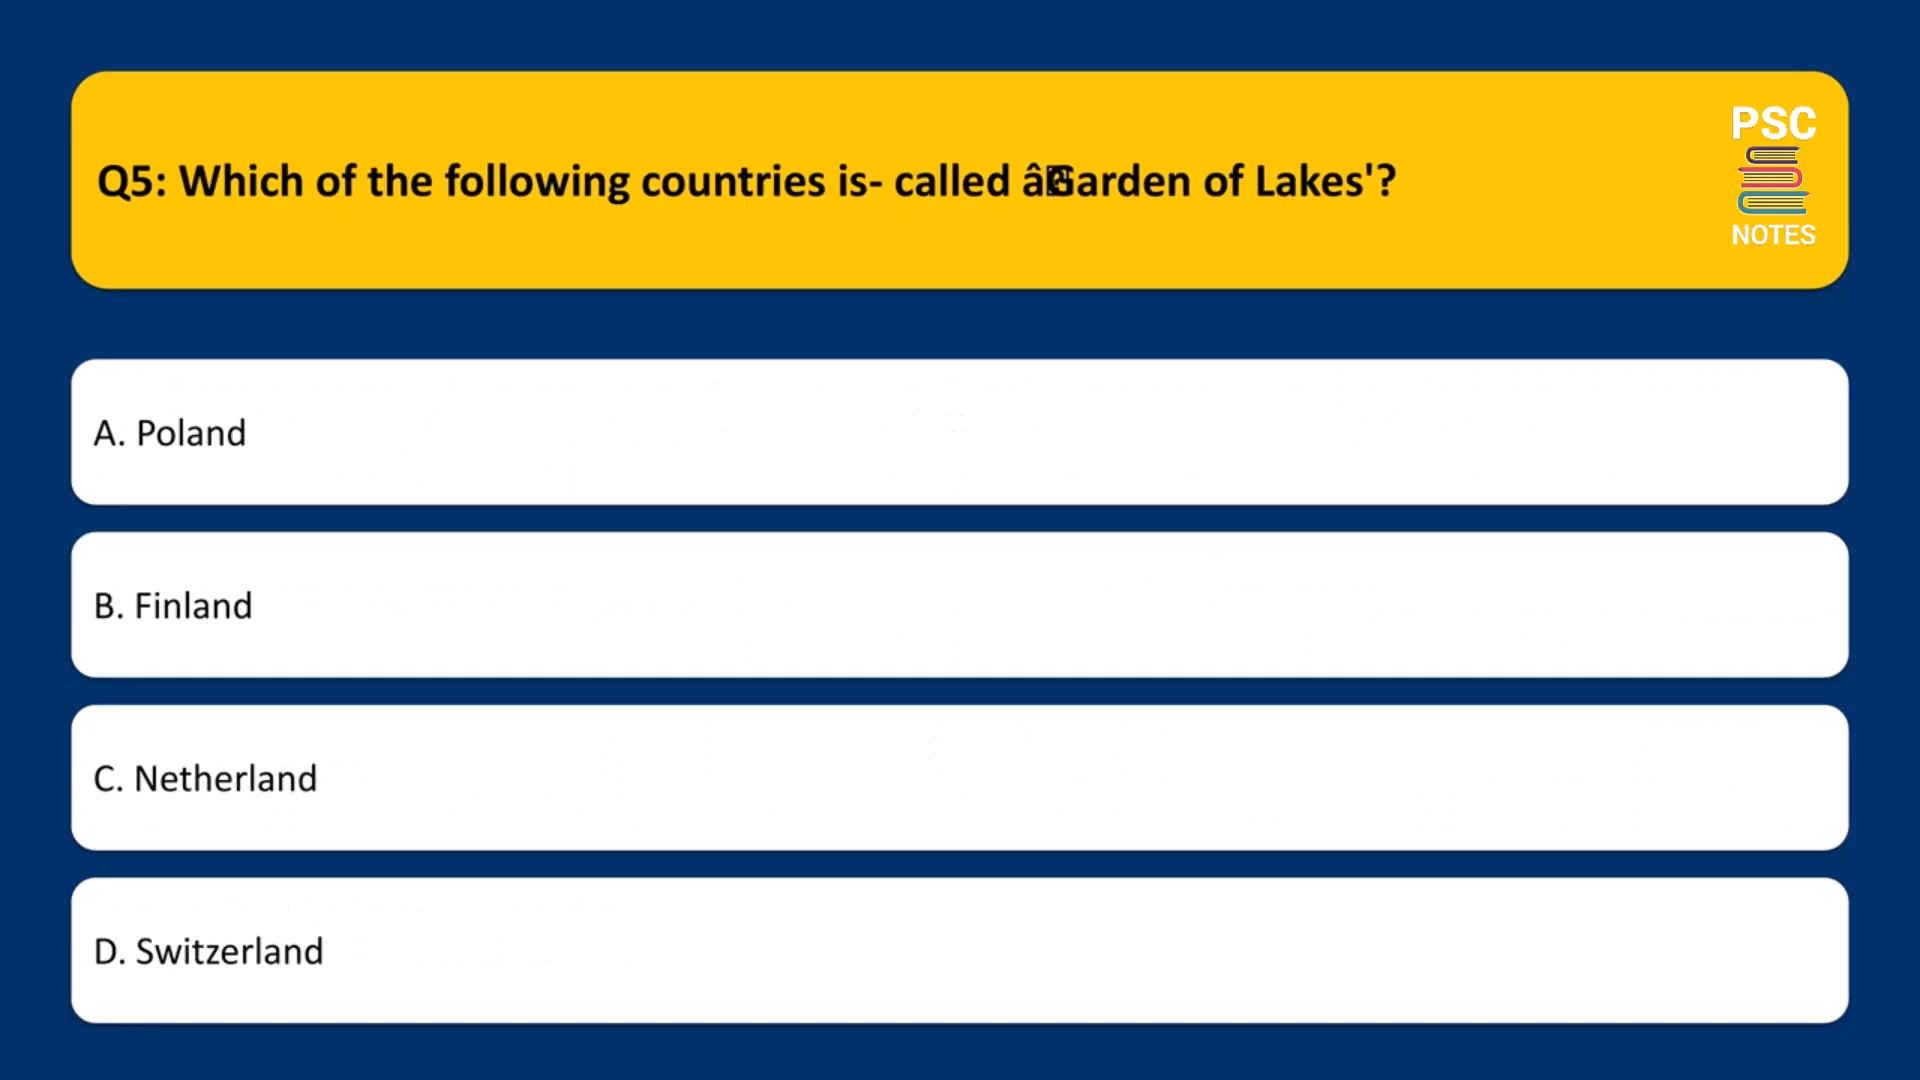 Q5: Which of the following countries is- called â€Garden of Lakes'?
PSC
NOTES
A. Poland
B. Finland
C. Netherland
D. Switzerland